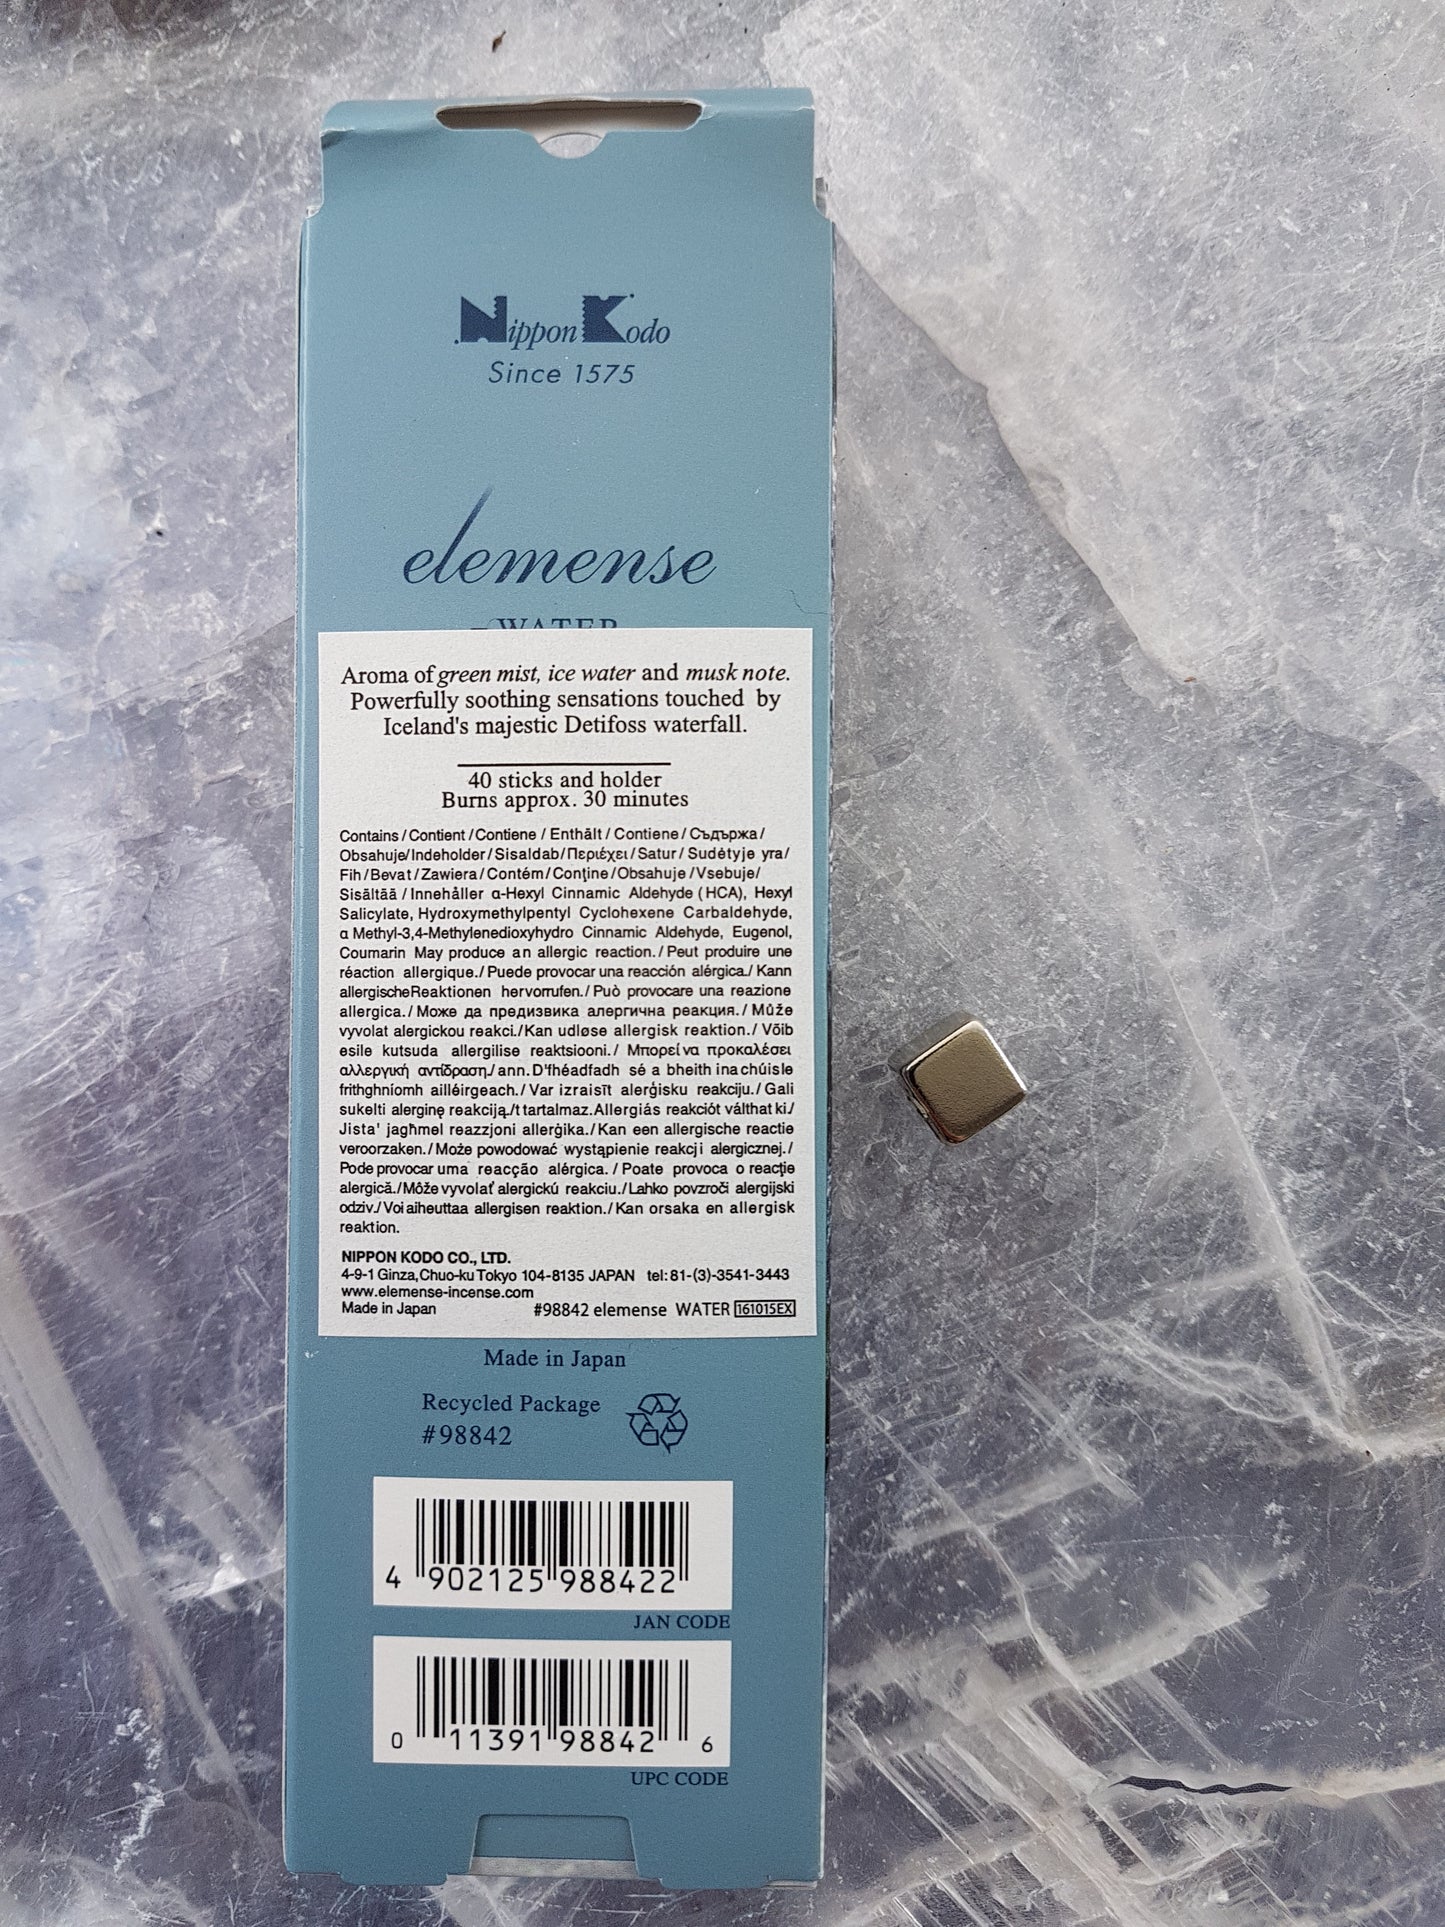 Nippon Kodo
Since 1575
elemense
- WATER
Aroma of green mist, ice water and musk note.
Powerfully soothing sensations touched by
Iceland's majestic Detifoss waterfall.
40 sticks and holder
Burns approx. 30 minutes
Contains / Contient / Contiene / Enthält / Contiene / Съдържа /
Obsahuje/Indeholder / Sisaldab/Περιέχει / Satur / Sudėtyje yra/
Fih / Bevat / Zawiera / Contém / Conţine /Obsahuje /Vsebuje/
Sisältää / Innehåller α-Hexyl Cinnamic Aldehyde (HCA), Hexyl
Salicylate, Hydroxymethylpentyl Cyclohexene Carbaldehyde,
α Methyl-3,4-Methylenedioxyhydro Cinnamic Aldehyde, Eugenol,
Coumarin May produce an allergic reaction. / Peut produire une
réaction allergique./ Puede provocar una reacción alérgica./ Kann
allergischeReaktionen hervorrufen./ Può provocare una reazione
allergica./ Може да предизвика алергична реакция./ Může
vyvolat alergickou reakci./Kan udløse allergisk reaktion./ Võib
esile kutsuda allergilise reaktsiooni./ Μπορεί να προκαλέσει
αλλεργική αντίδραση./ ann. D'fhéadfadh sé a bheith ina chúis le
frithghníomh ailléirgeach./ Var izraisīt alerģisku reakciju./ Gali
sukelti alerginę reakciją./t tartalmaz. Allergiás reakciót válthat ki./
Jista' jagħmel reazzjoni allerġika./ Kan een allergische reactie
veroorzaken./ Może powodować wystąpienie reakcji alergicznej./
Pode provocar uma reacção alérgica. / Poate provoca o reacţie
alergică./Môže vyvolať alergickú reakciu./Lahko povzroči alergijski
odziv./ Voi aiheuttaa allergisen reaktion./ Kan orsaka en allergisk
reaktion.
NIPPON KODO CO., LTD.
4-9-1 Ginza, Chuo-ku Tokyo 104-8135 JAPAN tel:81-(3)-3541-3443
www.elemense-incense.com
Made in Japan #98842 elemense WATER 161015EX
Made in Japan
Recycled Package
#98842
4 902125 988422
JAN CODE
0 11391 98842 6
UPC CODE